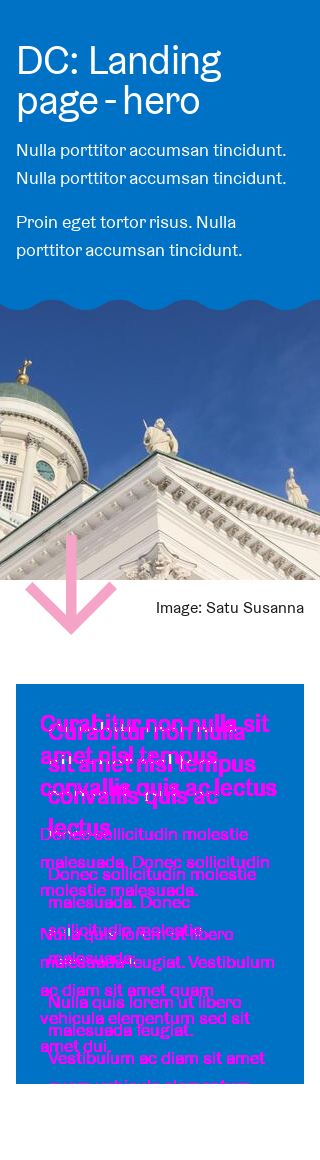 DC: Landing
page - hero
Nulla porttitor accumsan tincidunt.
Nulla porttitor accumsan tincidunt.
Proin eget tortor risus. Nulla
porttitor accumsan tincidunt.
Image: Satu Susanna
Curabitur non nulla sit
Curabitur non nulla
amet nisl tempus
sit amet nisl tempus
convallis quis ac lectus
convallis quis ac
lectus
Donec sollicitudin molestie
malesuada. Donec sollicitudin
Donec sollicitudin molestie
molestie malesuada.
malesuada. Donec
sollicitudin molestie
Nulla quis lorem ut libero
malesuada.
malesuada feugiat. Vestibulum
ac diam sit amet quam
Nulla quis lorem ut libero
vehicula elementum sed sit
malesuada feugiat.
amet dui.
Vestibulum ac diam sit amet